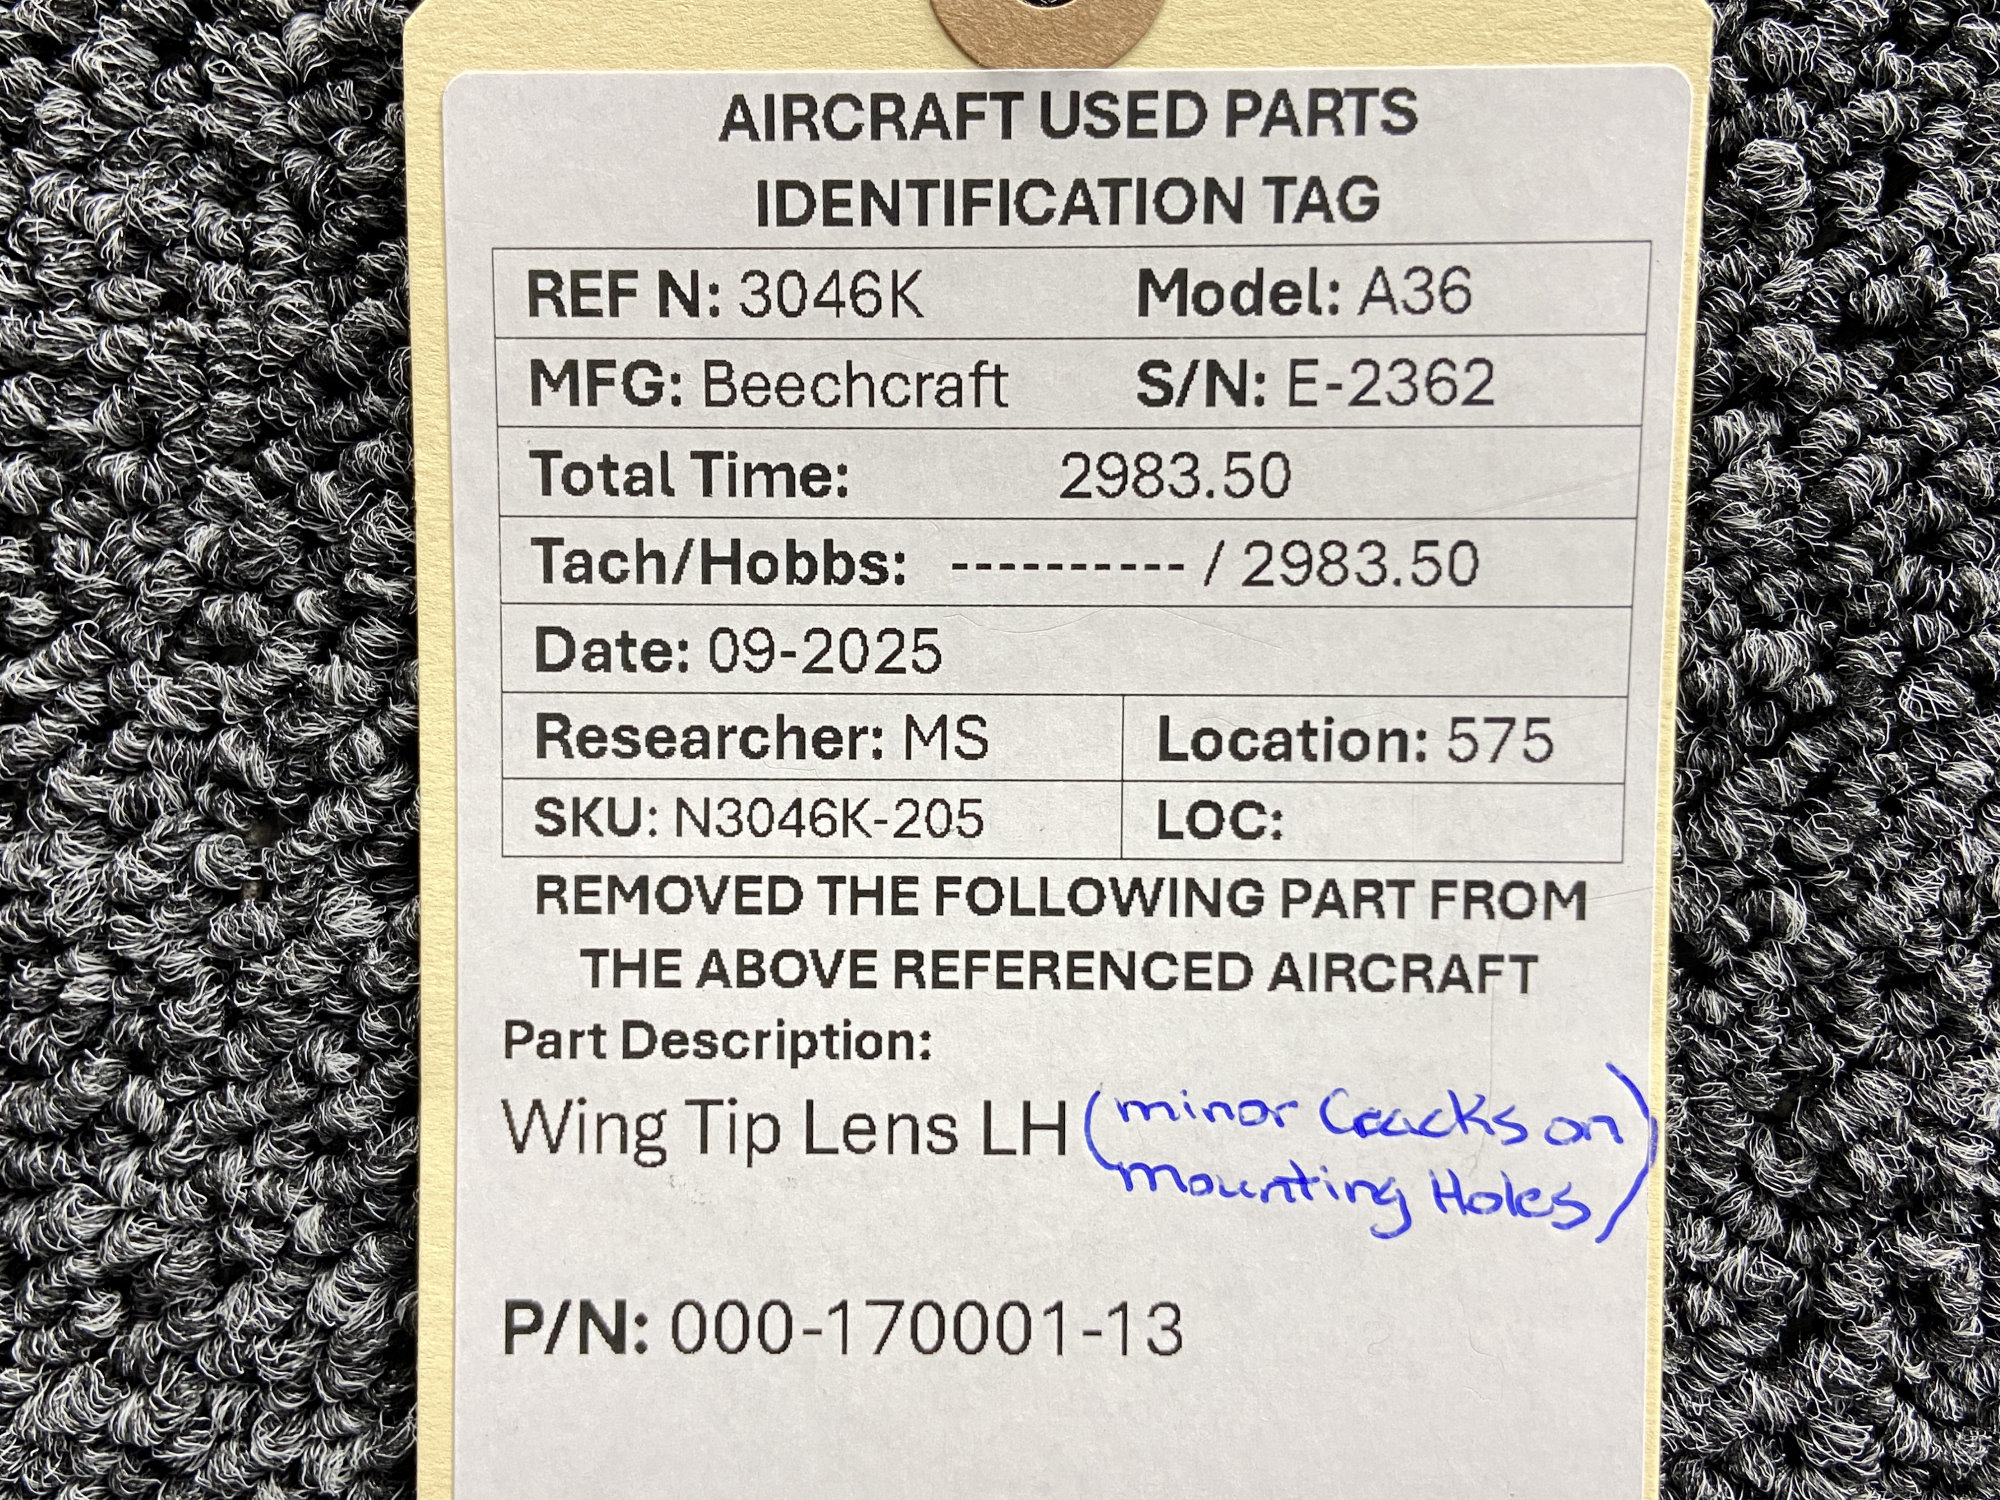 AIRCRAFT USED PARTS
IDENTIFICATION TAG
REF N: 3046K Model: A36
MFG: Beechcraft S/N: E-2362
Total Time: 2983.50
Tach/Hobbs: ---------- / 2983.50
Date: 09-2025
Researcher: MS Location: 575
SKU: N3046K-205 LOC:
REMOVED THE FOLLOWING PART FROM
THE ABOVE REFERENCED AIRCRAFT
Part Description:
Wing Tip Lens LH (minor Cracks on
mounting Holes)
P/N: 000-170001-13